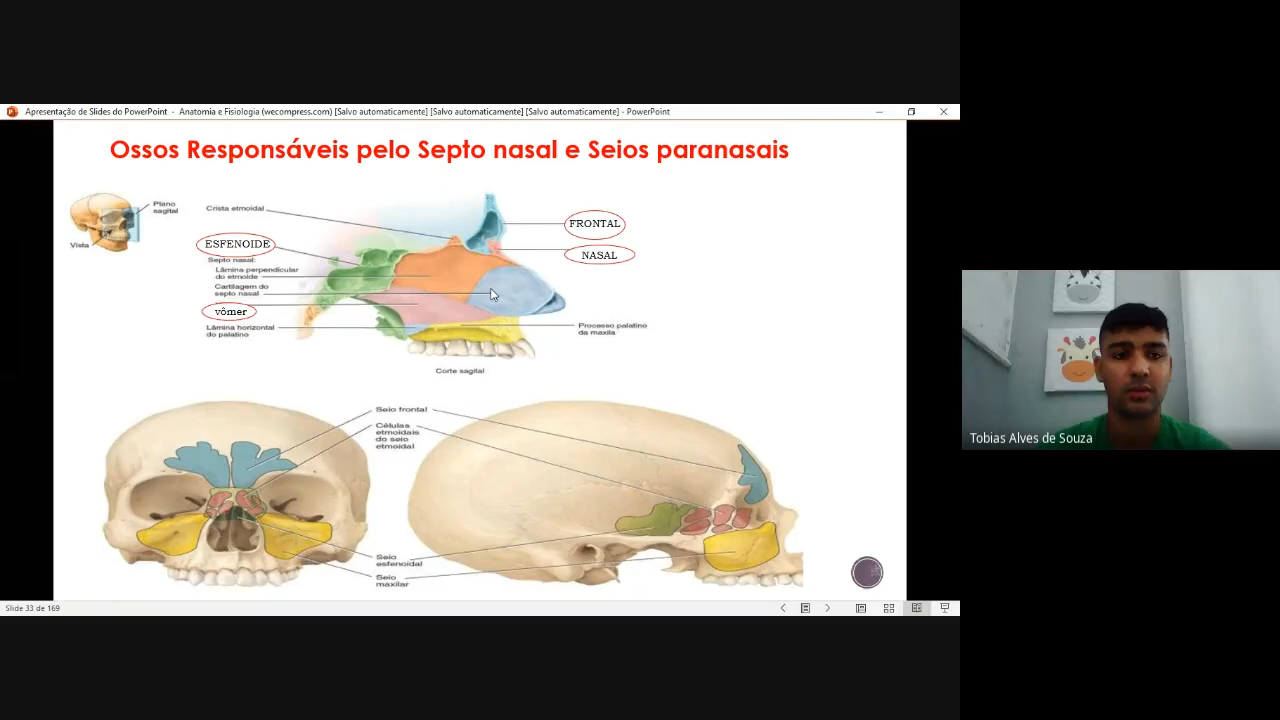 Apresentação de Slides do PowerPoint - Anatomia e Fisiologia (wecompress.com) [Salvo automaticamente] [Salvo automaticamente] [Salvo automaticamente] - PowerPoint
Ossos Responsáveis pelo Septo nasal e Seios paranasais
Plano
sagital
Vista
Crista etmoidal
ESFENOIDE
Septo nasal:
Lâmina perpendicular
do etmoide
Cartilagem do
septo nasal
vômer
Lâmina horizontal
do palatino
FRONTAL
NASAL
Processo palatino
da maxila
Corte sagital
Seio frontal
Células
etmoidais
do seio
etmoidal
Seio
esfenoidal
Seio
maxilar
Slide 33 de 169
Tobias Alves de Souza